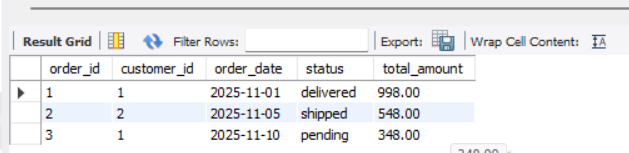 Result Grid Filter Rows: Export: Wrap Cell Content: IA
order_id customer_id order_date status total_amount
1 1 2025-11-01 delivered 998.00
2 2 2025-11-05 shipped 548.00
3 1 2025-11-10 pending 348.00